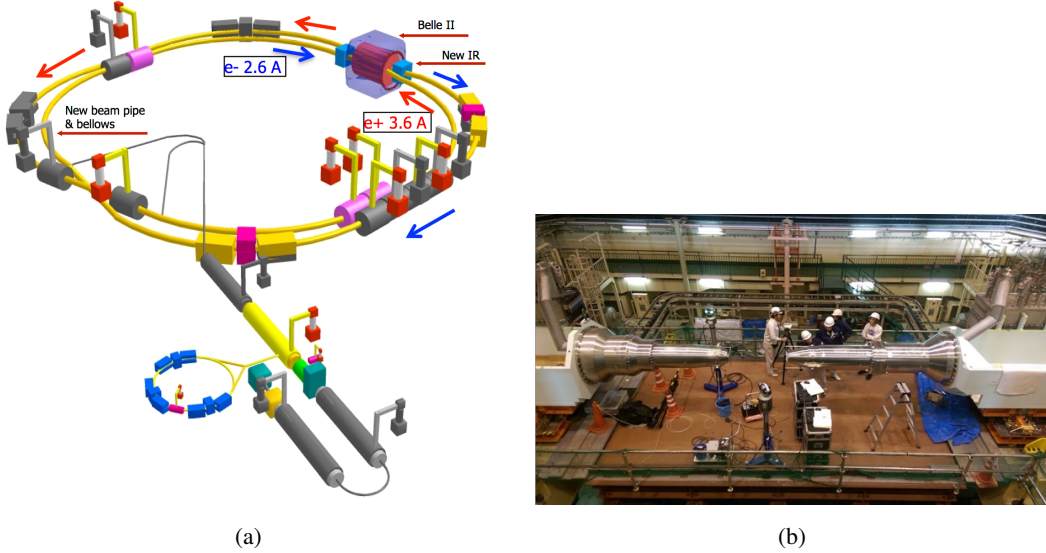 Belle II
New IR
e- 2.6 A
e+ 3.6 A
New beam pipe
& bellows
(a)
(b)